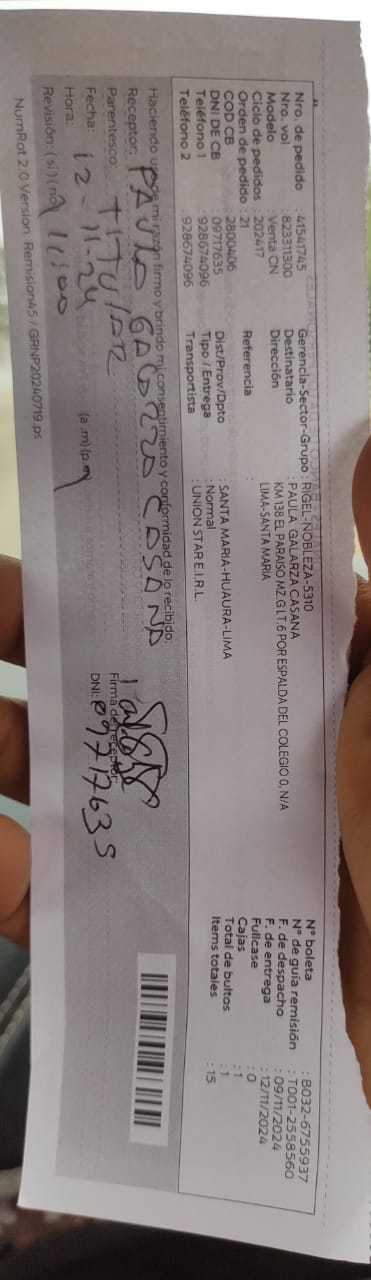 Nro. de pedido : 41541745
Nro. vol : 823311300
Modelo : Venta CN
Ciclo de pedidos : 202417
Orden de pedido : 21
COD CB : 2800406
DNI DE CB : 09717635
Teléfono 1 : 928674096
Teléfono 2 : 928674096
Gerencia-Sector-Grupo : RIGEL-NOBLEZA-5310
Destinatario : PAULA GALARZA CASANA
Dirección : KM 138 EL PARAISO MZ G LT 6 POR ESPALDA DEL COLEGIO 0, N/A
LIMA-SANTA MARIA
Referencia :
Dist/Prov/Dpto : SANTA MARIA-HUAURA-LIMA
Tipo / Entrega : Normal
Transportista : UNION STAR E.I.R.L.
N° boleta : B032-6755937
N° de guía remisión : T001-2558560
F. de despacho : 09/11/2024
F. de entrega : 12/11/2024
Fullcase : 0
Cajas : 1
Total de bultos : 1
Items totales : 15
Haciendo uso de mi razón firmo y brindo mi consentimiento y conformidad de lo recibido:
Receptor: PAULA CASANA
Parentesco: TITULAR
Fecha: 12-11-24
Hora: 11:00 (a.m)(p.m)
Revisión: (si) (no)
Firma de receptor:
DNI: 09717635
NumRot 2.0 Version: Remision45 / GRNP20240719.ps